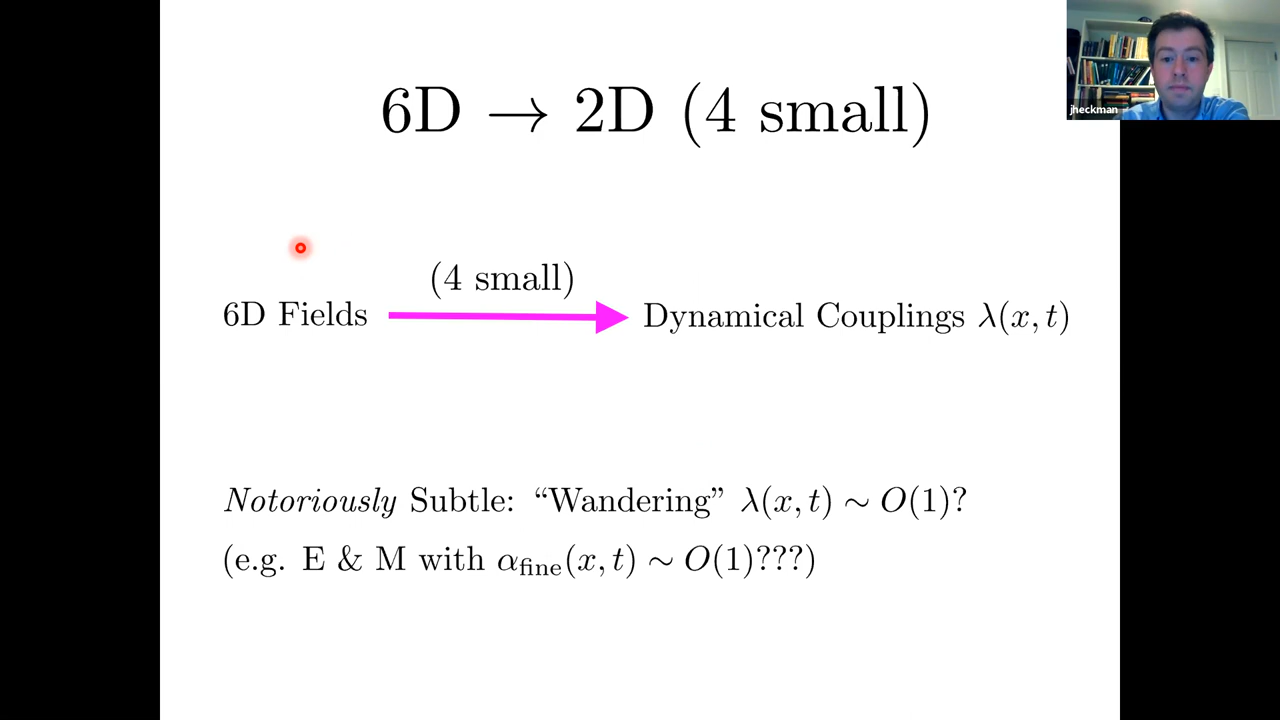 6D → 2D (4 small)
jheckman
(4 small)
6D Fields
Dynamical Couplings λ(x, t)
Notoriously Subtle: “Wandering” λ(x, t) ∼ O(1)?
(e.g. E & M with α_fine(x, t) ∼ O(1)???)